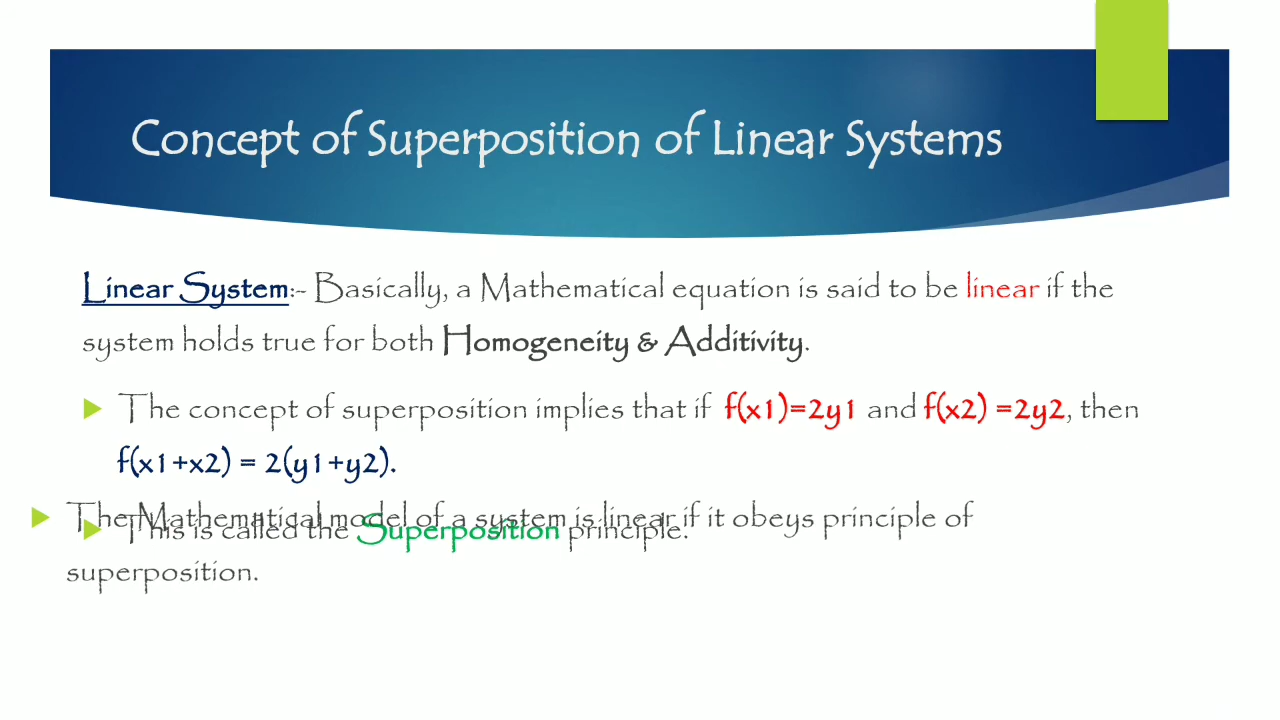 Concept of Superposition of Linear Systems
Linear System:- Basically, a Mathematical equation is said to be linear if the
system holds true for both Homogeneity & Additivity.
The concept of superposition implies that if f(x1)=2y1 and f(x2) =2y2, then
f(x1+x2) = 2(y1+y2).
The Mathematical model of a system is linear if it obeys principle of
This is called the Superposition principle.
superposition.